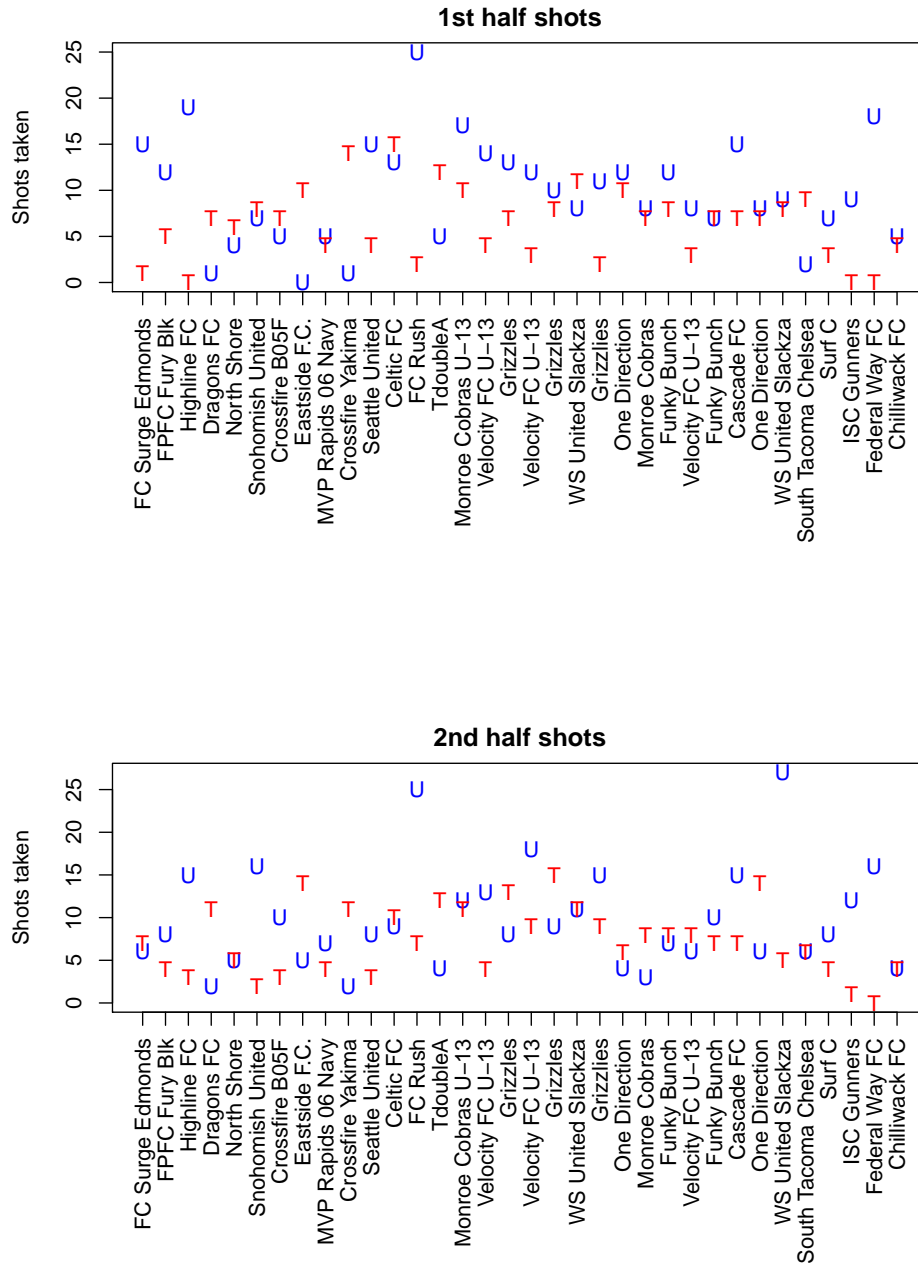 1st half shots
Shots taken
25
20
15
10
5
0
U U U U U U U U U U U U U U U U U U U U U U U U U U U U U U U U U U
T T T T T T T T T T T T T T T T T T T T T T T T T T T T T T T T T T
FC Surge Edmonds
FPFC Fury Blk
Highline FC
Dragons FC
North Shore
Snohomish United
Crossfire B05F
Eastside F.C.
MVP Rapids 06 Navy
Crossfire Yakima
Seattle United
Celtic FC
FC Rush
TdoubleA
Monroe Cobras U−13
Velocity FC U−13
Grizzles
Velocity FC U−13
Grizzles
WS United Slackza
Grizzlies
One Direction
Monroe Cobras
Funky Bunch
Velocity FC U−13
Funky Bunch
Cascade FC
One Direction
WS United Slackza
South Tacoma Chelsea
Surf C
ISC Gunners
Federal Way FC
Chilliwack FC
2nd half shots
Shots taken
25
20
15
10
5
0
U U U U U U U U U U U U U U U U U U U U U U U U U U U U U U U U U U
T T T T T T T T T T T T T T T T T T T T T T T T T T T T T T T T T T
FC Surge Edmonds
FPFC Fury Blk
Highline FC
Dragons FC
North Shore
Snohomish United
Crossfire B05F
Eastside F.C.
MVP Rapids 06 Navy
Crossfire Yakima
Seattle United
Celtic FC
FC Rush
TdoubleA
Monroe Cobras U−13
Velocity FC U−13
Grizzles
Velocity FC U−13
Grizzles
WS United Slackza
Grizzlies
One Direction
Monroe Cobras
Funky Bunch
Velocity FC U−13
Funky Bunch
Cascade FC
One Direction
WS United Slackza
South Tacoma Chelsea
Surf C
ISC Gunners
Federal Way FC
Chilliwack FC